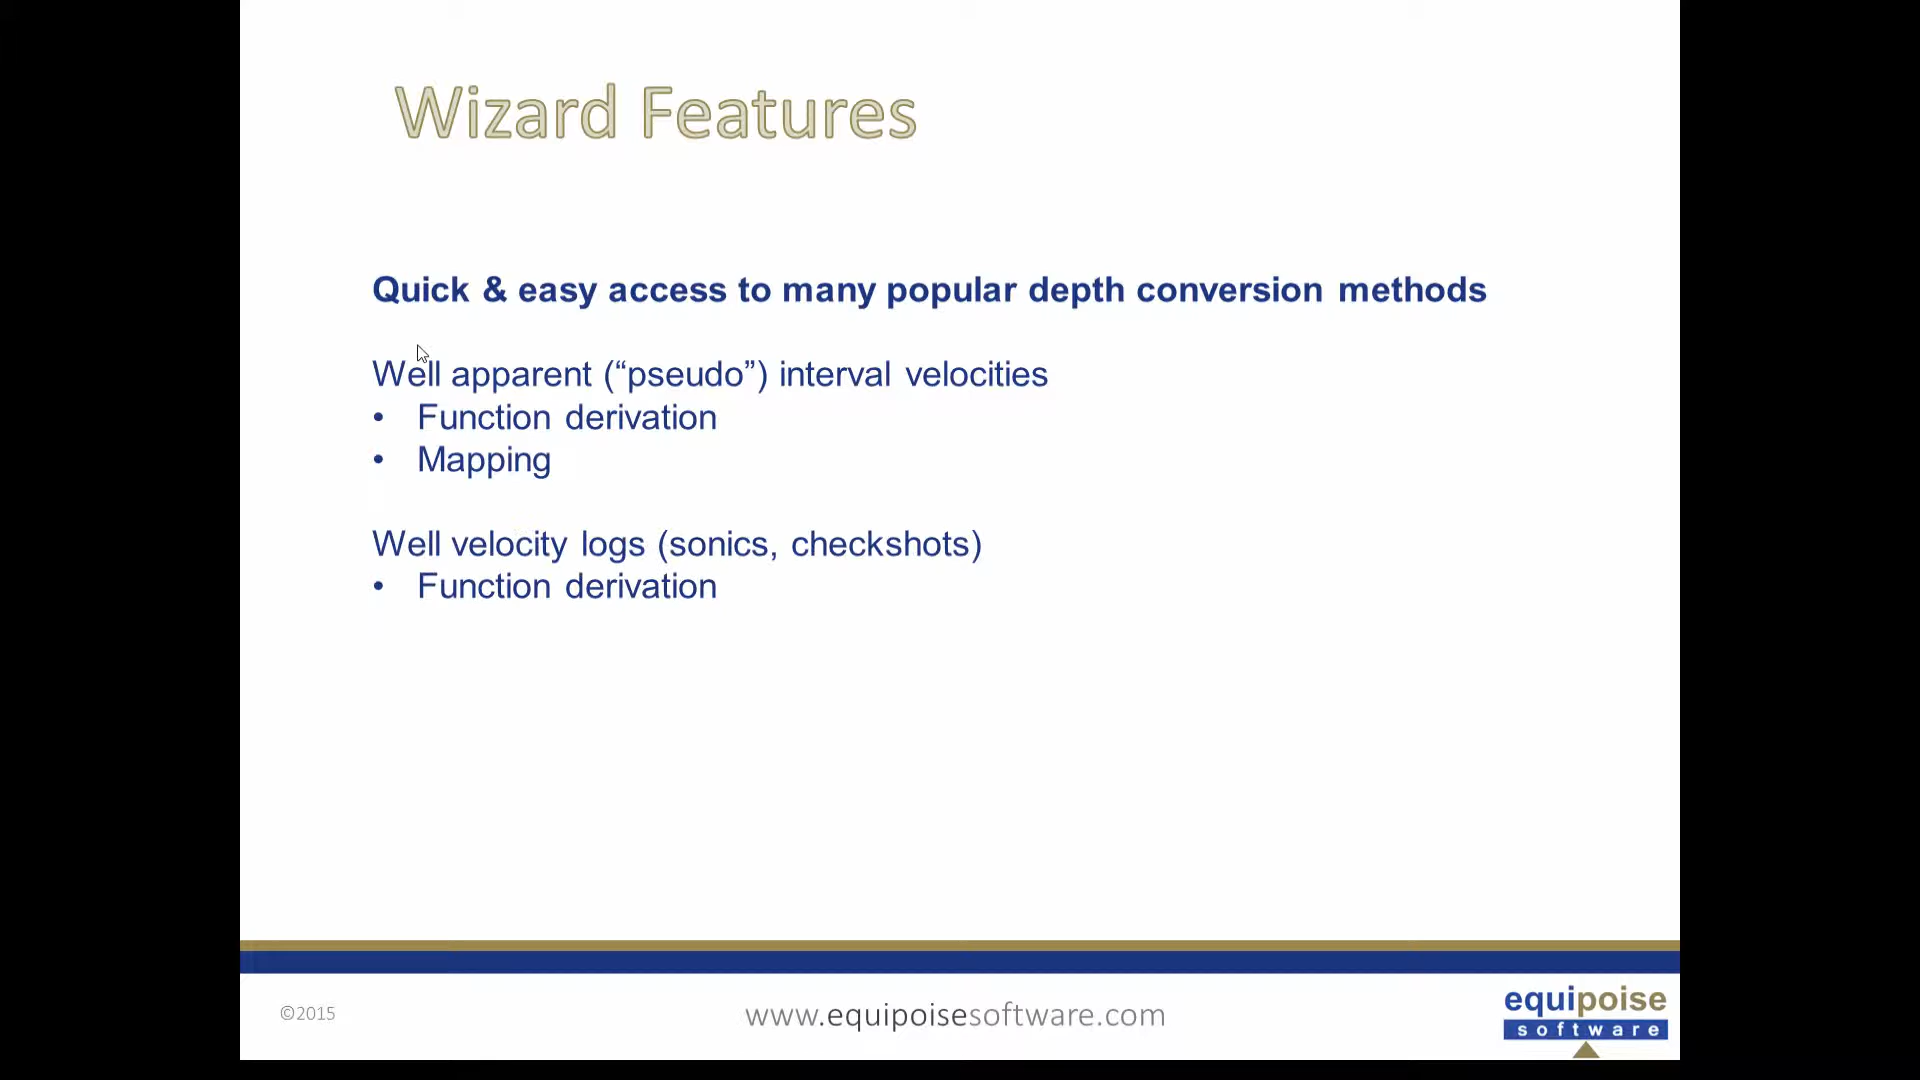 Wizard Features
Quick & easy access to many popular depth conversion methods
Well apparent (“pseudo”) interval velocities
• Function derivation
• Mapping
Well velocity logs (sonics, checkshots)
• Function derivation
©2015
www.equipoisesoftware.com
equipoise
software